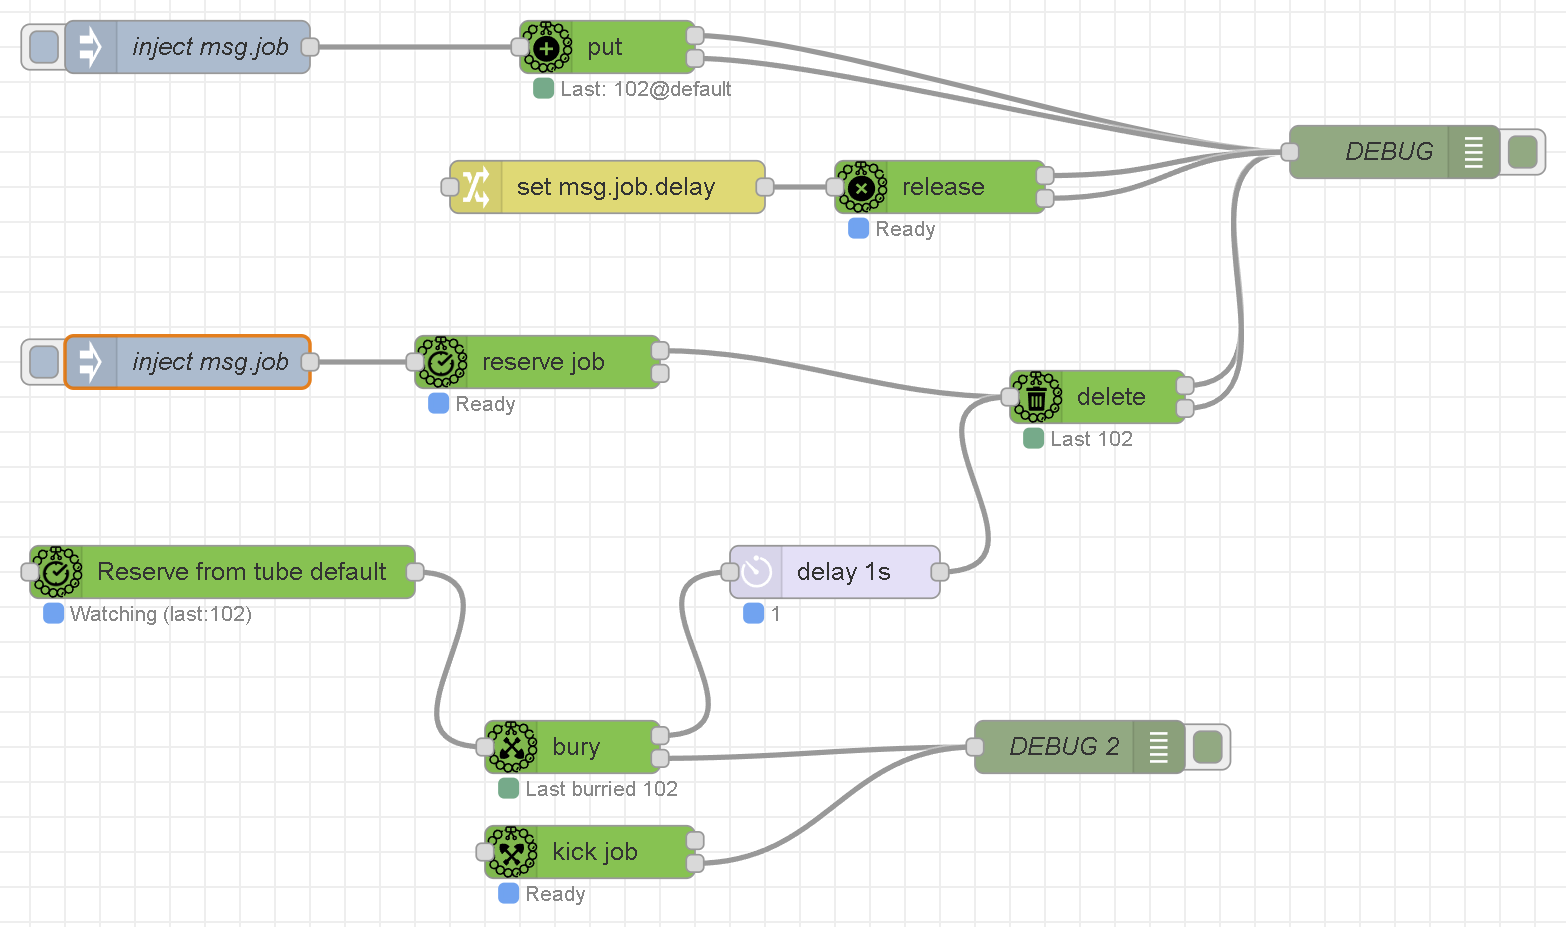 inject msg.job
put
Last: 102@default
DEBUG
set msg.job.delay
release
Ready
inject msg.job
reserve job
Ready
delete
Last 102
Reserve from tube default
Watching (last:102)
delay 1s
1
bury
Last burried 102
DEBUG 2
kick job
Ready